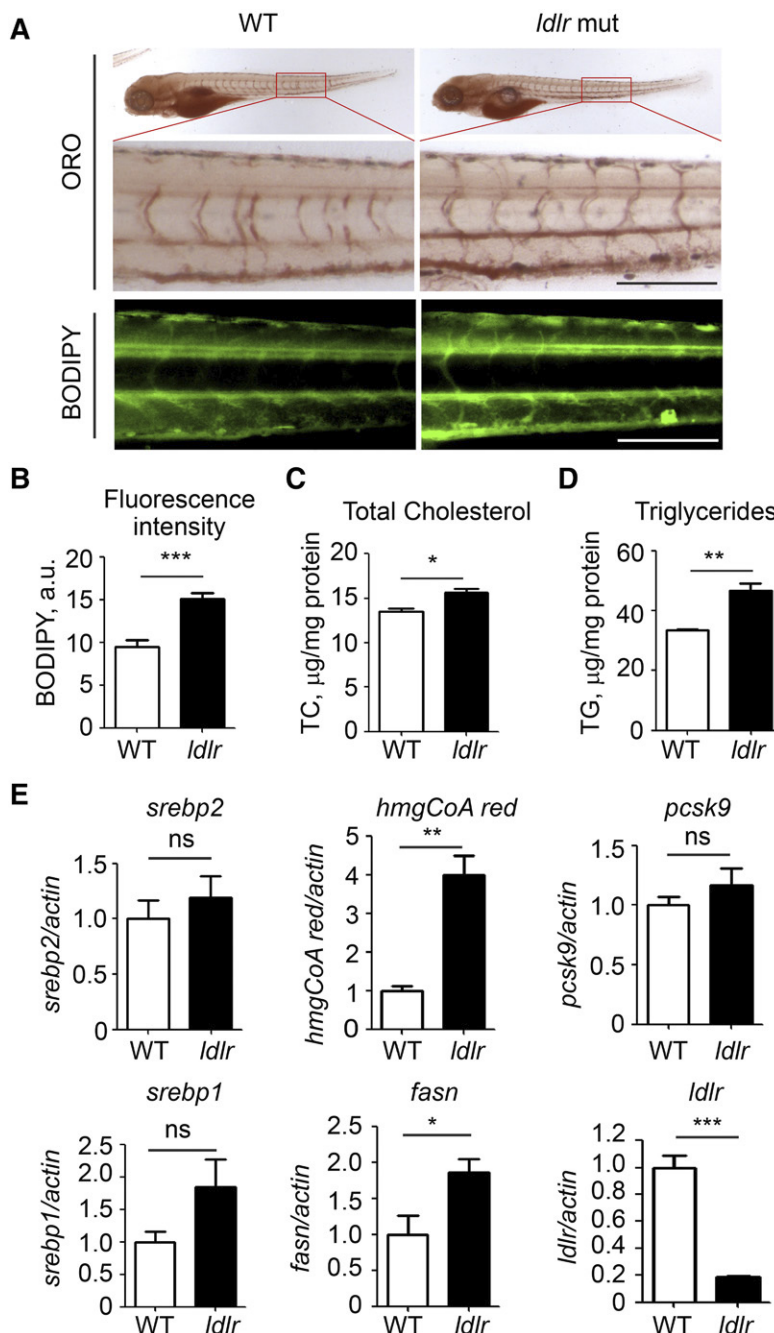 A
WT
ldlr mut
ORO
BODIPY
B
Fluorescence
intensity
***
BODIPY, a.u.
20
15
10
5
0
WT
ldlr
C
Total Cholesterol
*
TC, μg/mg protein
20
15
10
5
0
WT
ldlr
D
Triglycerides
**
TG, μg/mg protein
60
40
20
0
WT
ldlr
E
srebp2
ns
srebp2/actin
1.5
1.0
0.5
0
WT
ldlr
hmgCoA red
**
hmgCoA red/actin
5
4
3
2
1
0
WT
ldlr
pcsk9
ns
pcsk9/actin
1.5
1.0
0.5
0
WT
ldlr
srebp1
ns
srebp1/actin
2.5
2.0
1.5
1.0
0.5
0
WT
ldlr
fasn
*
fasn/actin
2.5
2.0
1.5
1.0
0.5
0
WT
ldlr
ldlr
***
ldlr/actin
1.2
1.0
0.8
0.6
0.4
0.2
0
WT
ldlr